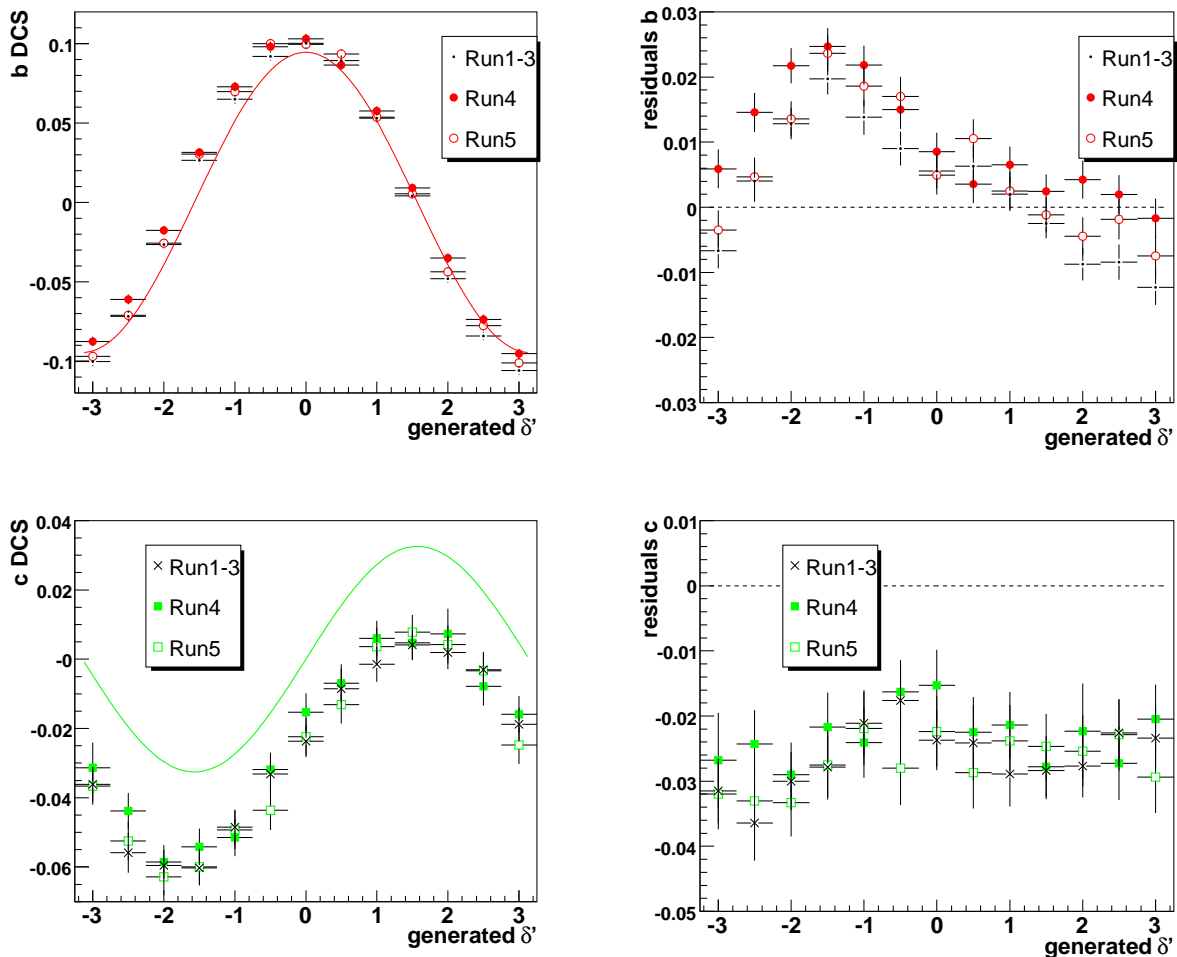 b DCS
0.1
0.05
0
-0.05
-0.1
Run1-3
Run4
Run5
-3 -2 -1 0 1 2 3
generated δ'
residuals b
0.03
0.02
0.01
0
-0.01
-0.02
-0.03
Run1-3
Run4
Run5
-3 -2 -1 0 1 2 3
generated δ'
c DCS
0.04
0.02
-0
-0.02
-0.04
-0.06
Run1-3
Run4
Run5
-3 -2 -1 0 1 2 3
generated δ'
residuals c
0.01
0
-0.01
-0.02
-0.03
-0.04
-0.05
Run1-3
Run4
Run5
-3 -2 -1 0 1 2 3
generated δ'